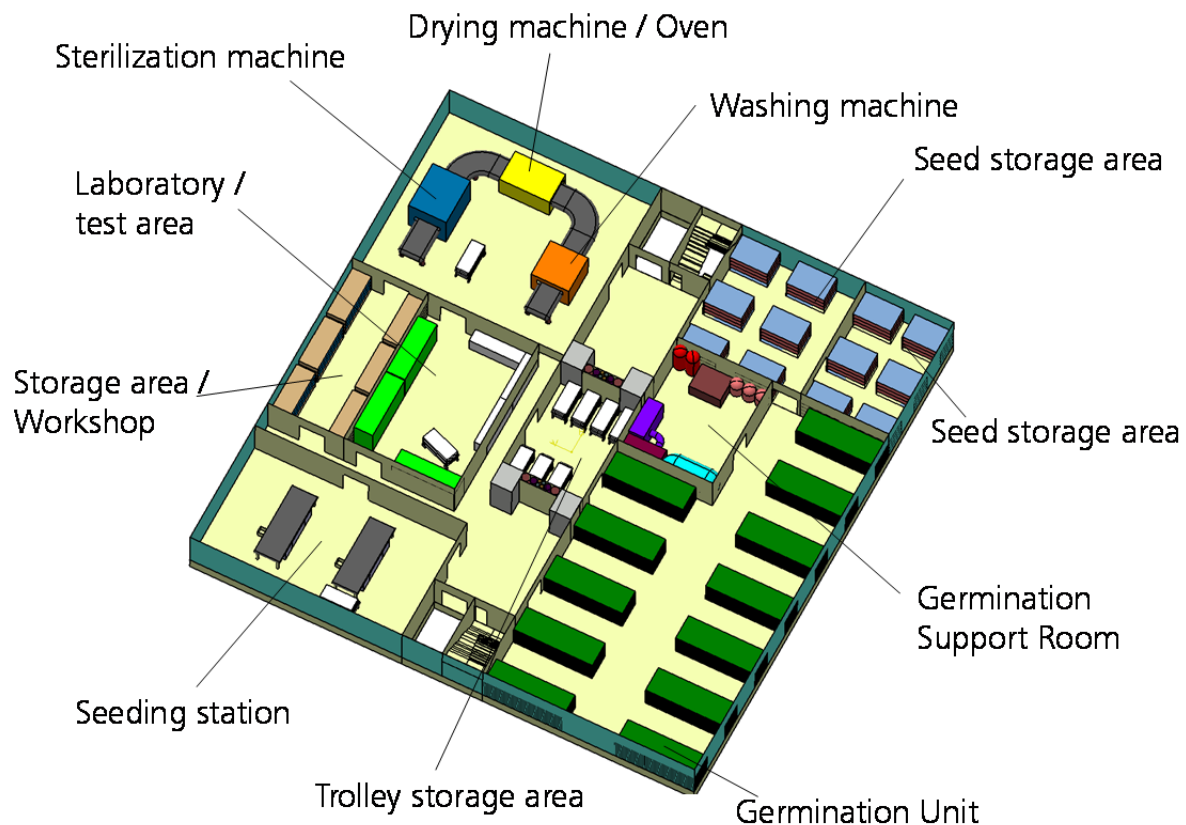 Drying machine / Oven
Sterilization machine
Washing machine
Seed storage area
Laboratory /
test area
Storage area /
Workshop
Seed storage area
Germination
Support Room
Seeding station
Trolley storage area
Germination Unit